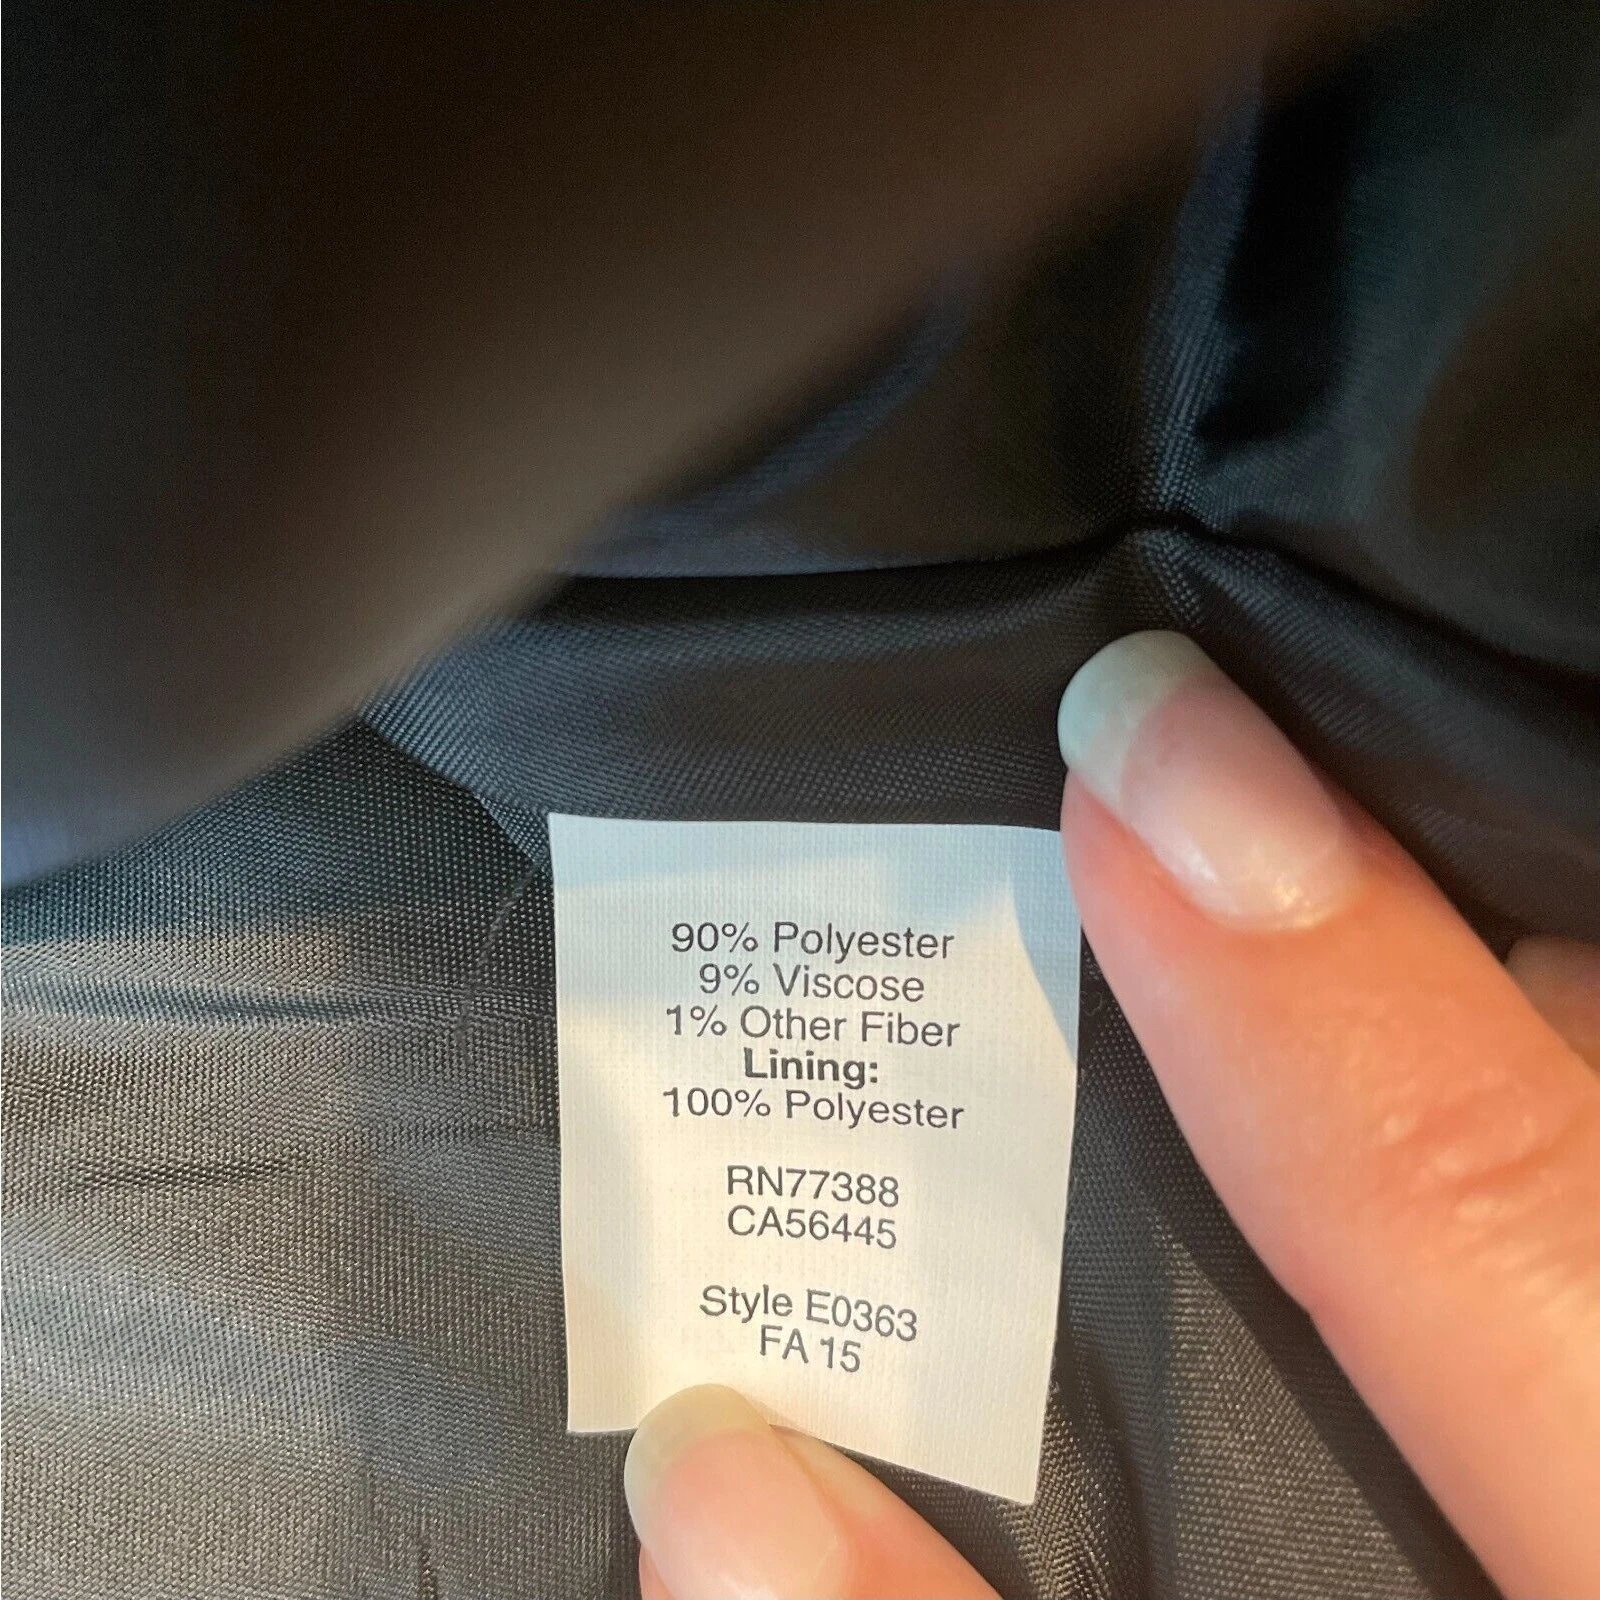 90% Polyester
9% Viscose
1% Other Fiber
Lining:
100% Polyester
RN77388
CA56445
Style E0363
FA 15